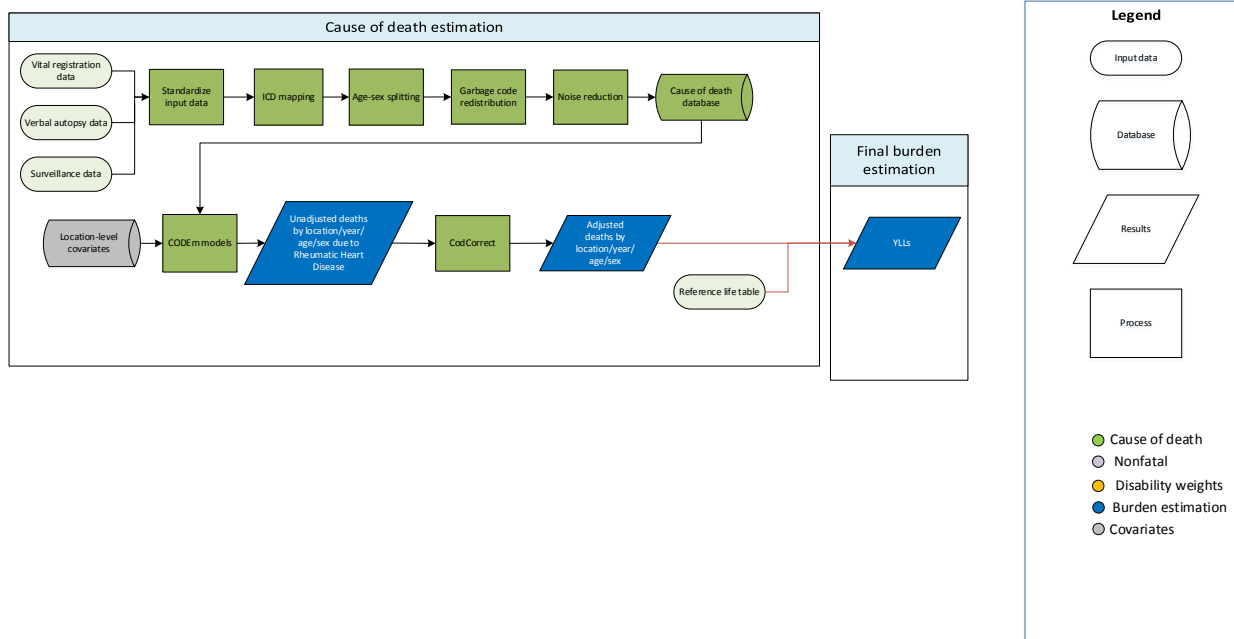 Cause of death estimation
Vital registration
data
Verbal autopsy data
Surveillance data
Standardize
input data
ICD mapping
Age-sex splitting
Garbage code
redistribution
Noise reduction
Cause of death
database
Location-level
covariates
CODEm models
Unadjusted deaths
by location/year/
age/sex due to
Rheumatic Heart
Disease
CodCorrect
Adjusted
deaths by
location/year/
age/sex
Reference life table
Final burden
estimation
YLLs
Legend
Input data
Database
Results
Process
Cause of death
Nonfatal
Disability weights
Burden estimation
Covariates